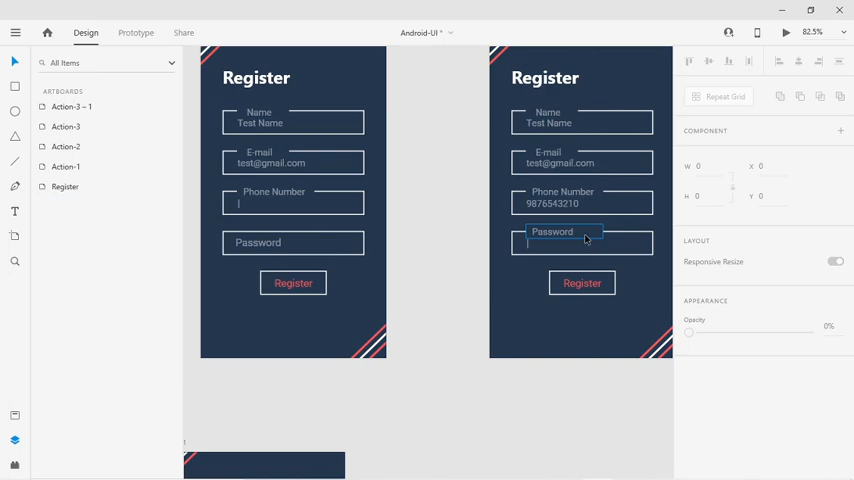 Design
Prototype
Share
Android-UI *
82.5%
All Items
ARTBOARDS
Action-3 – 1
Action-3
Action-2
Action-1
Register
Register
Name
Test Name
E-mail
test@gmail.com
Phone Number
Password
Register
Register
Name
Test Name
E-mail
test@gmail.com
Phone Number
9876543210
Password
Register
1
Repeat Grid
COMPONENT
W 0 X 0
H 0 Y 0
LAYOUT
Responsive Resize
APPEARANCE
Opacity
0%